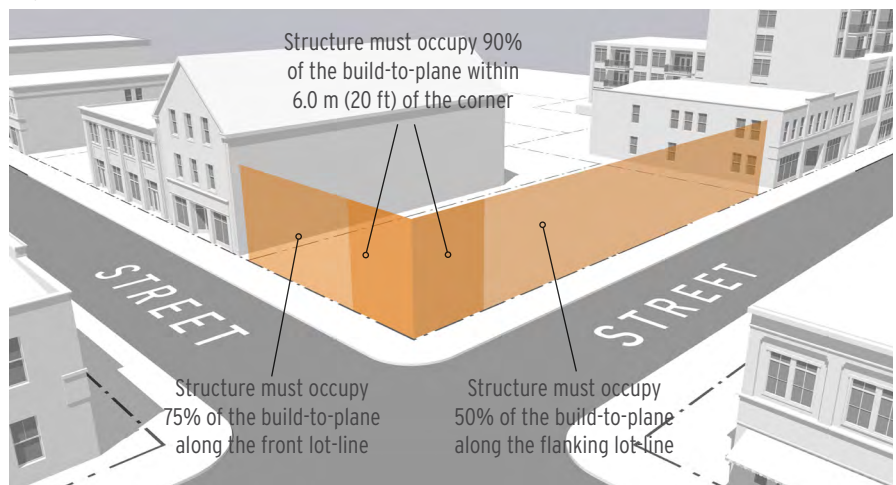 Structure must occupy 90%
of the build-to-plane within
6.0 m (20 ft) of the corner
STREET
STREET
Structure must occupy
75% of the build-to-plane
along the front lot-line
Structure must occupy
50% of the build-to-plane
along the flanking lot-line